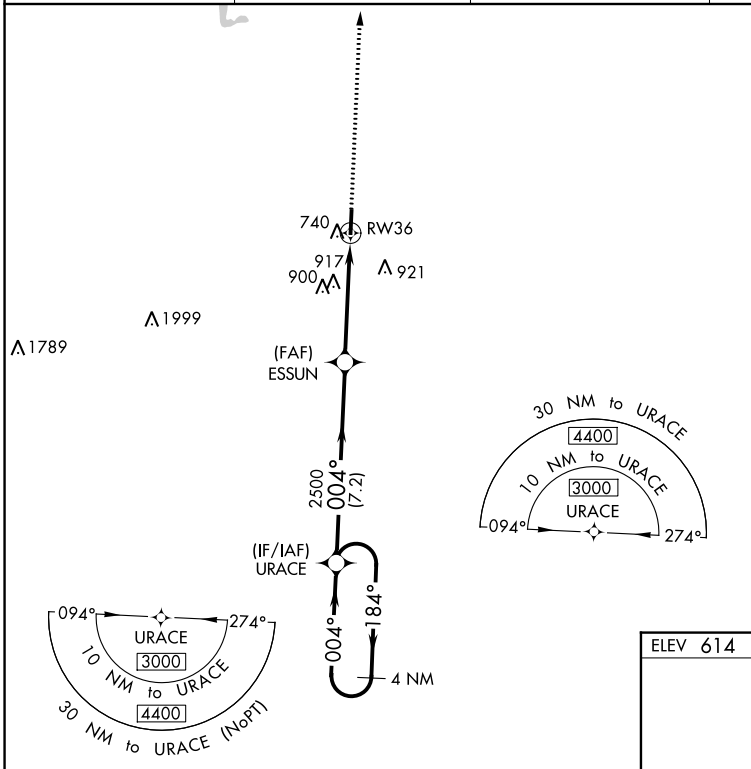 740
RW36
917
900
921
1999
1789
(FAF)
ESSUN
30 NM to URACE
4400
10 NM to URACE
3000
URACE
094°
274°
2500
004°
(7.2)
(IF/IAF)
URACE
004°
184°
4 NM
094°
274°
URACE
3000
10 NM to URACE
4400
30 NM to URACE (NoPT)
ELEV 614